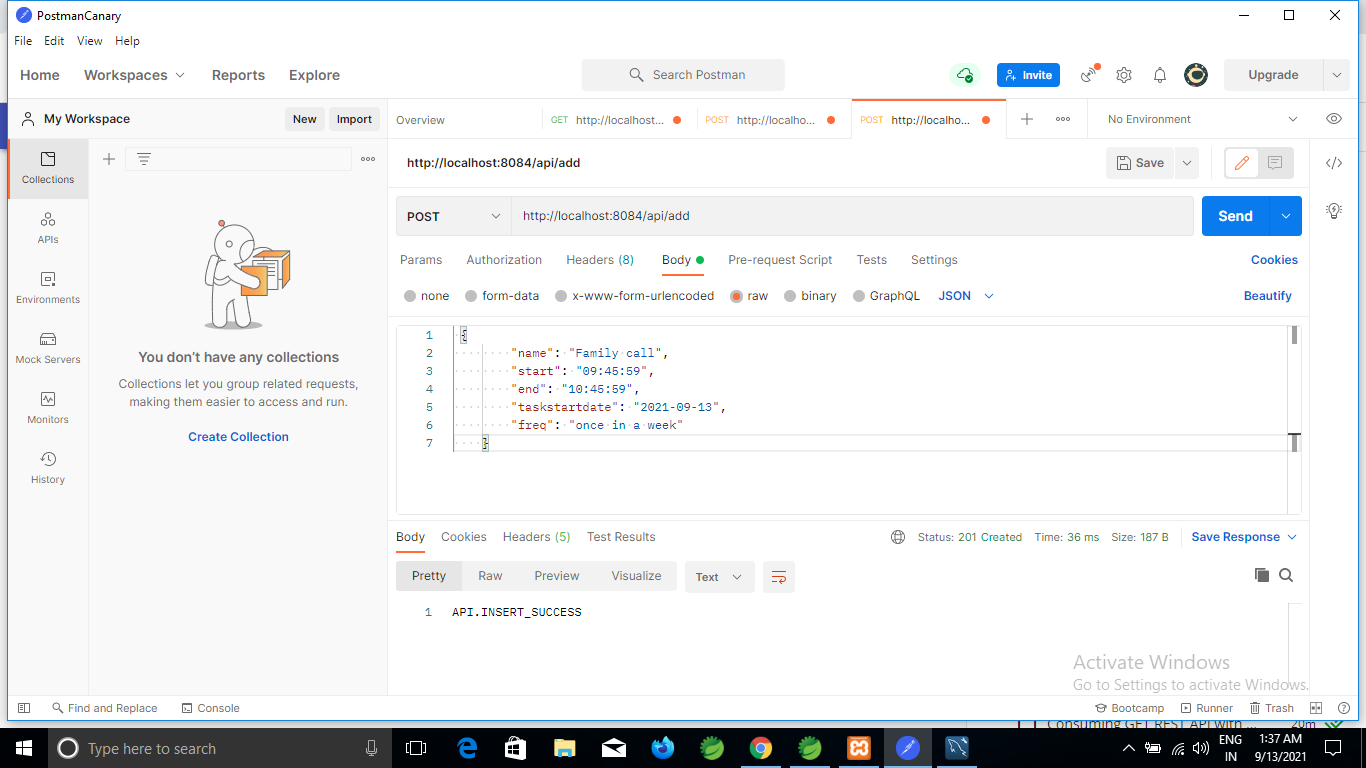 PostmanCanary
File Edit View Help
Home Workspaces Reports Explore Search Postman Invite Upgrade
My Workspace New Import
Overview GET http://localhost... POST http://localho... POST http://localho... No Environment
Collections
APIs
Environments
Mock Servers
Monitors
History
You don't have any collections
Collections let you group related requests,
making them easier to access and run.
Create Collection
http://localhost:8084/api/add Save
POST http://localhost:8084/api/add Send
Params Authorization Headers (8) Body Pre-request Script Tests Settings Cookies
none form-data x-www-form-urlencoded raw binary GraphQL JSON Beautify
1 {
2 "name": "Family call",
3 "start": "09:45:59",
4 "end": "10:45:59",
5 "taskstartdate": "2021-09-13",
6 "freq": "once in a week"
7 }
Body Cookies Headers (5) Test Results Status: 201 Created Time: 36 ms Size: 187 B Save Response
Pretty Raw Preview Visualize Text
1 API.INSERT_SUCCESS
Activate Windows
Go to Settings to activate Windows.
Find and Replace Console Bootcamp Runner Trash
Consuming GET REST API with ... 20m
Type here to search
ENG
IN
1:37 AM
9/13/2021